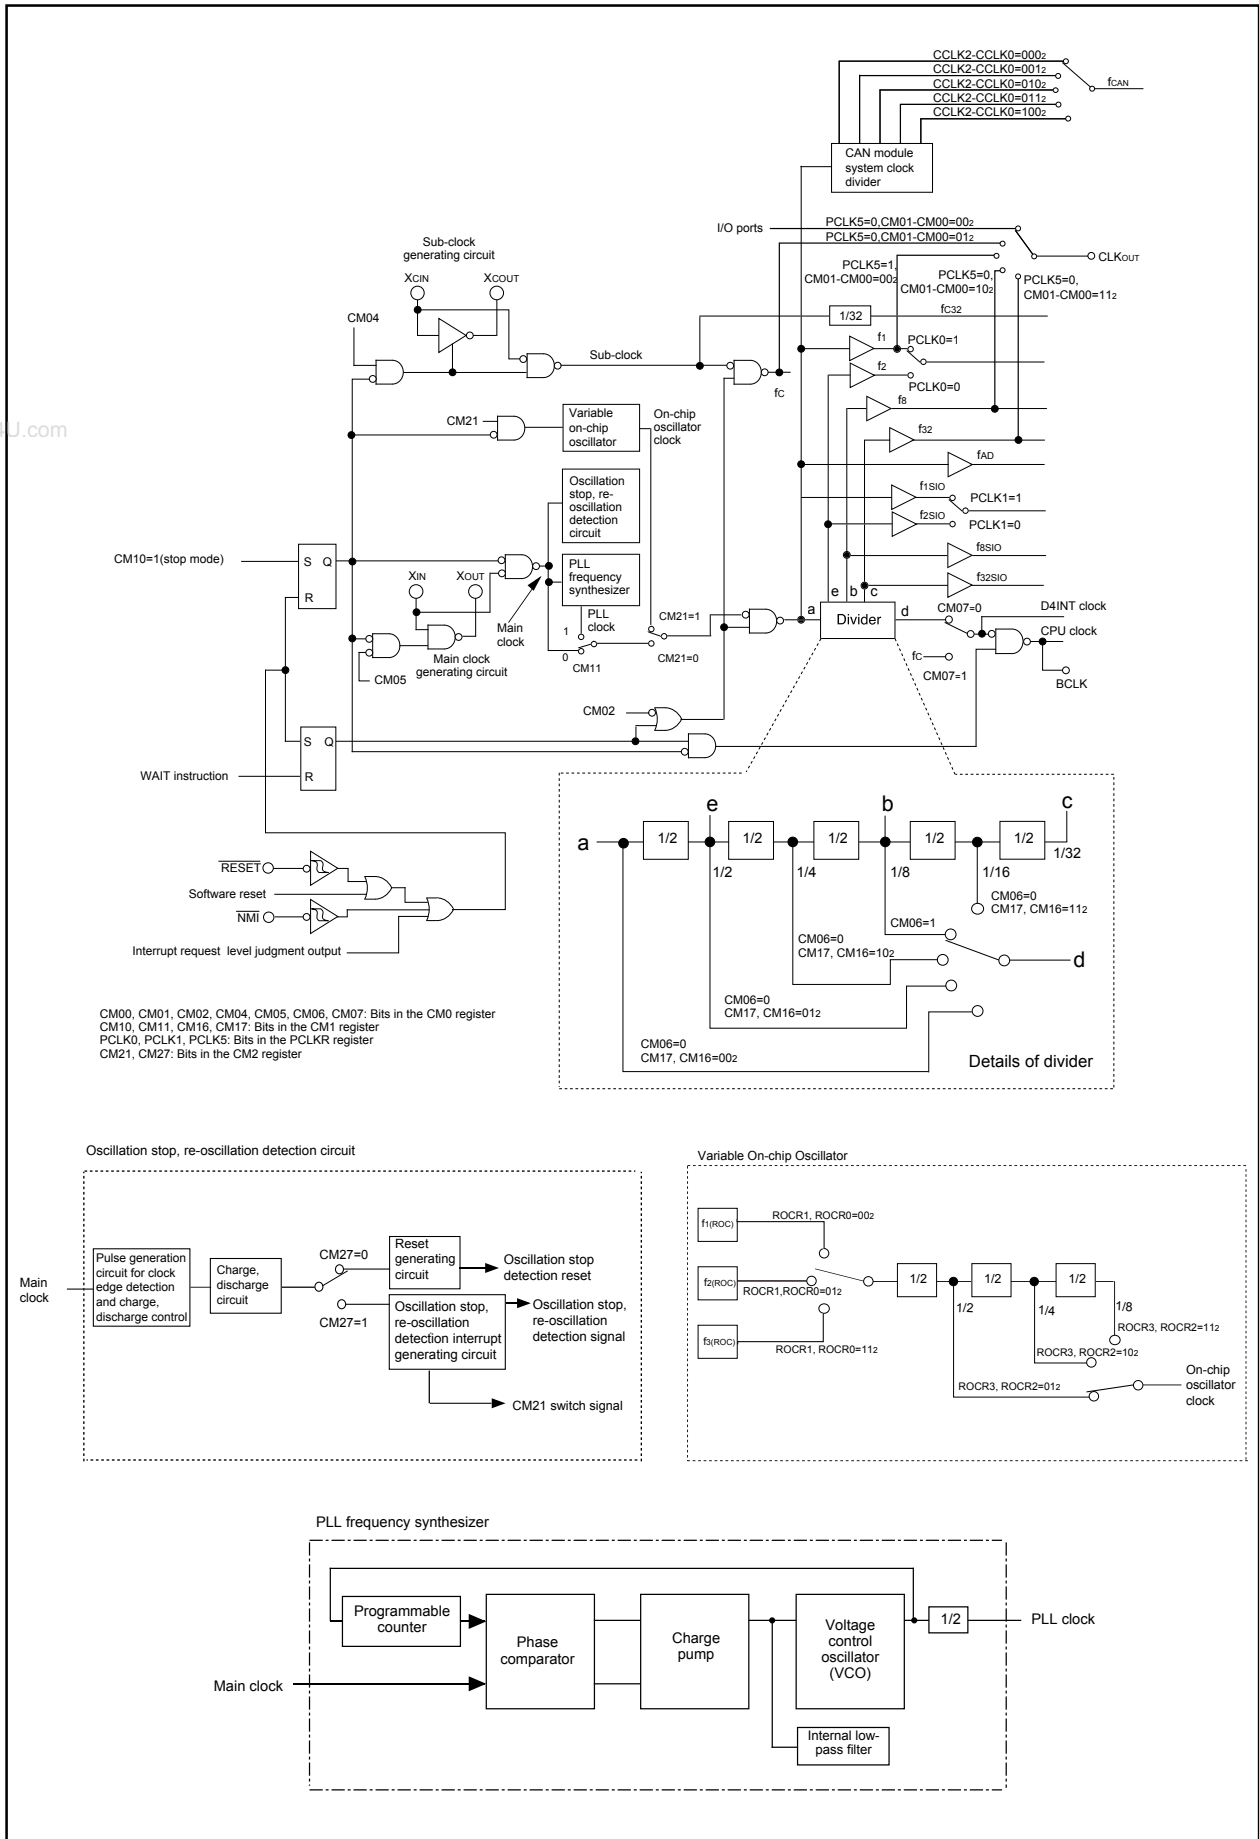 CCLK2-CCLK0=0002
CCLK2-CCLK0=0012
CCLK2-CCLK0=0102
CCLK2-CCLK0=0112
CCLK2-CCLK0=1002
fCAN
CAN module
system clock
divider
I/O ports
PCLK5=0,CM01-CM00=002
PCLK5=0,CM01-CM00=012
PCLK5=1,
CM01-CM00=002
PCLK5=0,
CM01-CM00=102
PCLK5=0,
CM01-CM00=112
CLKOUT
Sub-clock
generating circuit
XCIN
XCOUT
CM04
Sub-clock
1/32
fC32
f1
PCLK0=1
f2
PCLK0=0
fC
f8
f32
fAD
f1SIO
PCLK1=1
f2SIO
PCLK1=0
f8SIO
f32SIO
4U.com
CM21
Variable
on-chip
oscillator
On-chip
oscillator
clock
Oscillation
stop, re-
oscillation
detection
circuit
CM10=1(stop mode)
S
Q
R
XIN
XOUT
PLL
frequency
synthesizer
Main
clock
PLL
clock
1
0
CM11
CM21=1
CM21=0
Main clock
generating circuit
CM05
a
e
b
c
Divider
d
CM07=0
D4INT clock
CPU clock
fC
CM07=1
BCLK
CM02
S
Q
R
WAIT instruction
RESET
Software reset
NMI
Interrupt request level judgment output
a
1/2
e
1/2
1/2
b
1/2
1/2
c
1/2
1/4
1/8
1/16
1/32
CM06=0
CM17, CM16=112
CM06=1
CM06=0
CM17, CM16=102
d
CM06=0
CM17, CM16=012
CM06=0
CM17, CM16=002
Details of divider
CM00, CM01, CM02, CM04, CM05, CM06, CM07: Bits in the CM0 register
CM10, CM11, CM16, CM17: Bits in the CM1 register
PCLK0, PCLK1, PCLK5: Bits in the PCLKR register
CM21, CM27: Bits in the CM2 register
Oscillation stop, re-oscillation detection circuit
Main
clock
Pulse generation
circuit for clock
edge detection
and charge,
discharge control
Charge,
discharge
circuit
CM27=0
CM27=1
Reset
generating
circuit
Oscillation stop
detection reset
Oscillation stop,
re-oscillation
detection interrupt
generating circuit
Oscillation stop,
re-oscillation
detection signal
CM21 switch signal
Variable On-chip Oscillator
f1(ROC)
ROCR1, ROCR0=002
f2(ROC)
ROCR1,ROCR0=012
f3(ROC)
ROCR1, ROCR0=112
1/2
1/2
1/2
1/2
1/4
1/8
ROCR3, ROCR2=112
ROCR3, ROCR2=102
ROCR3, ROCR2=012
On-chip
oscillator
clock
PLL frequency synthesizer
Programmable
counter
Main clock
Phase
comparator
Charge
pump
Voltage
control
oscillator
(VCO)
1/2
PLL clock
Internal low-
pass filter